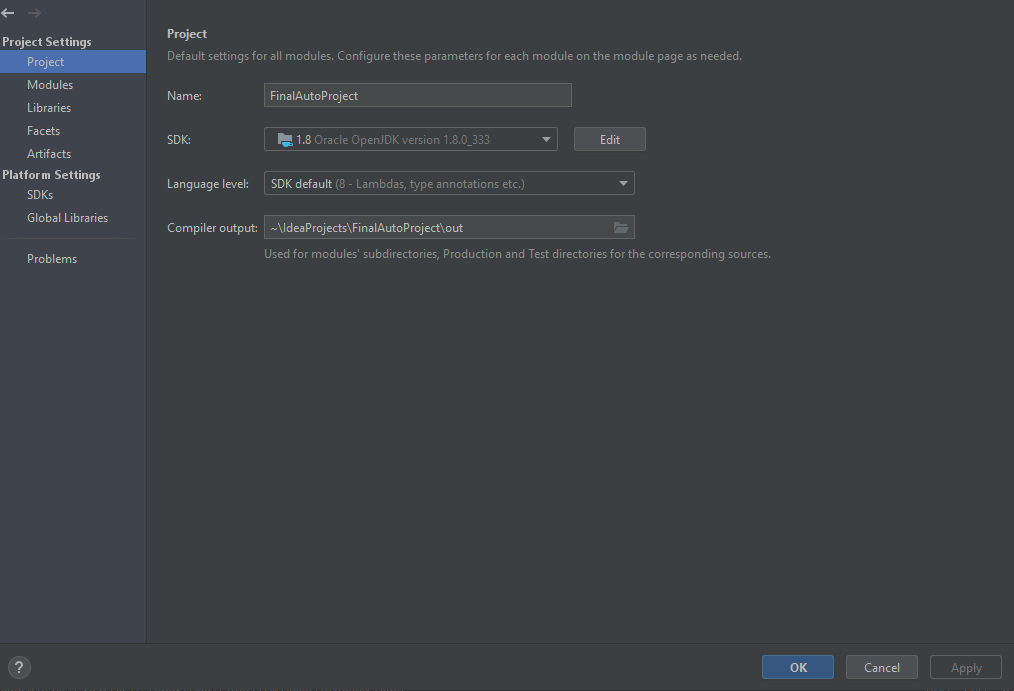 Project Settings
Project
Modules
Libraries
Facets
Artifacts
Platform Settings
SDKs
Global Libraries
Problems
Project
Default settings for all modules. Configure these parameters for each module on the module page as needed.
Name: FinalAutoProject
SDK: 1.8 Oracle OpenJDK version 1.8.0_333 Edit
Language level: SDK default (8 - Lambdas, type annotations etc.)
Compiler output: ~\IdeaProjects\FinalAutoProject\out
Used for modules' subdirectories, Production and Test directories for the corresponding sources.
? OK Cancel Apply